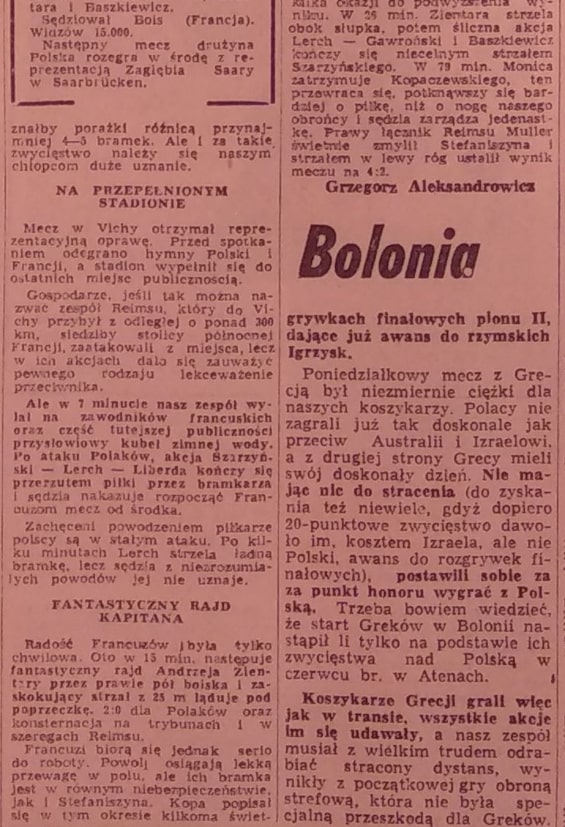 tara i Baszkiewicz.
Sędziował Bois (Francja).
Widzów 15.000.
Następny mecz drużyna
Polska rozegra w środę z re-
prezentacją Zagłębia Saary
w Saarbrücken.
znałby porażki różnicą przynaj-
mniej 4—5 bramek. Ale i za takie
zwycięstwo należy się naszym
chłopcom duże uznanie.
NA PRZEPEŁNIONYM
STADIONIE
Mecz w Vichy otrzymał repre-
zentacyjną oprawę. Przed spotka-
niem odegrano hymny Polski i
Francji, a stadion wypełnił się do
ostatnich miejsc publicznością.
Gospodarze, jeśli tak można na-
zwać zespół Reimsu, który do Vi-
chy przybył z odległej o ponad 300
km, siedziby stolicy północnej
Francji, zaatakowali z miejsca, lecz
w ich akcjach dało się zauważyć
pewnego rodzaju lekceważenie
przeciwnika.
Ale w 7 minucie nasz zespół wy-
lał na zawodników francuskich
oraz część tutejszej publiczności
przysłowiowy kubeł zimnej wody.
Po ataku Polaków, akcja Szarzyń-
ski — Lerch — Liberda kończy się
przerzutem piłki przez bramkarza
i sędzia nakazuje rozpocząć Fran-
cuzom mecz od środka.
Zachęceni powodzeniem piłkarze
polscy są w stałym ataku. Po kil-
ku minutach Lerch strzela ładną
bramkę, lecz sędzia z niezrozumia-
łych powodów jej nie uznaje.
FANTASTYCZNY RAJD
KAPITANA
Radość Francuzów była tylko
chwilowa. Oto w 15 min. następuje
fantastyczny rajd Andrzeja Zien-
tary przez prawie pół boiska i za-
skokujący strzał z 25 m ląduje pod
poprzeczkę. 2:0 dla Polaków oraz
konsternacja na trybunach i w
szeregach Reimsu.
Francuzi biorą się jednak serio
do roboty. Powoli osiągają lekką
przewagę w polu, ale ich bramka
jest w równym niebezpieczeństwie,
jak i Stefaniszyna. Kopa popisał
się w tym okresie kilkoma świet-
kilka okazji do podwyższenia wy-
niku. W 26 min. Zientara strzela
obok słupka, potem śliczna akcja
Lerch — Gawroński i Baszkiewicz
kończy się niecelnym strzałem
Szarzyńskiego. W 79 min. Monica
zatrzymuje Kopaczewskiego, ten
przewraca się, potknąwszy się bar-
dziej o piłkę, niż o nogę naszego
obrońcy i sędzia zarządza jedenast-
kę. Prawy łącznik Reimsu Muller
świetnie zmylił Stefaniszyna i
strzałem w lewy róg ustalił wynik
meczu na 4:2.
Grzegorz Aleksandrowicz
Bolonia
grywkach finałowych pionu II,
dające już awans do rzymskich
Igrzysk.
Poniedziałkowy mecz z Gre-
cją był niezmiernie ciężki dla
naszych koszykarzy. Polacy nie
zagrali już tak doskonale jak
przeciw Australii i Izraelowi,
a z drugiej strony Grecy mieli
swój doskonały dzień. Nie ma-
jąc nic do stracenia (do zyska-
nia też niewiele, gdyż dopiero
20-punktowe zwycięstwo dawo-
ło im, kosztem Izraela, ale nie
Polski, awans do rozgrywek fi-
nałowych), postawili sobie za
za punkt honoru wygrać z Pol-
ską. Trzeba bowiem wiedzieć,
że start Greków w Bolonii na-
stąpił li tylko na podstawie ich
zwycięstwa nad Polską w
czerwcu br. w Atenach.
Koszykarze Grecji grali więc
jak w transie, wszystkie akcje
im się udawały, a nasz zespół
musiał z wielkim trudem odra-
biać stracony dystans, wy-
nikły z początkowej gry obroną
strefową, która nie była spe-
cjalną przeszkodą dla Greków.